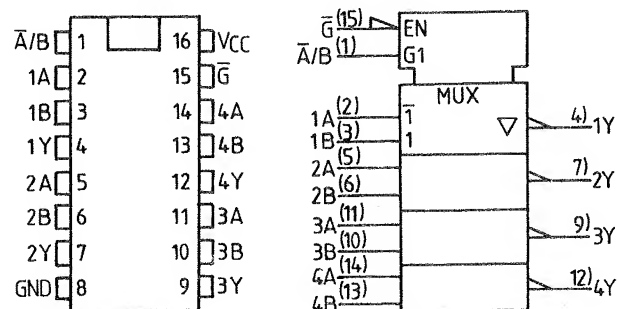 A̅/B 1 16 VCC
1A 2 15 G̅
1B 3 14 4A
1Y 4 13 4B
2A 5 12 4Y
2B 6 11 3A
2Y 7 10 3B
GND 8 9 3Y
G̅ (15) EN
A̅/B (1) G1
MUX
1A (2) 1̅ ▽ 4) 1Y
1B (3) 1
2A (5) 7) 2Y
2B (6)
3A (11) 9) 3Y
3B (10)
4A (14) 12) 4Y
4B (13)